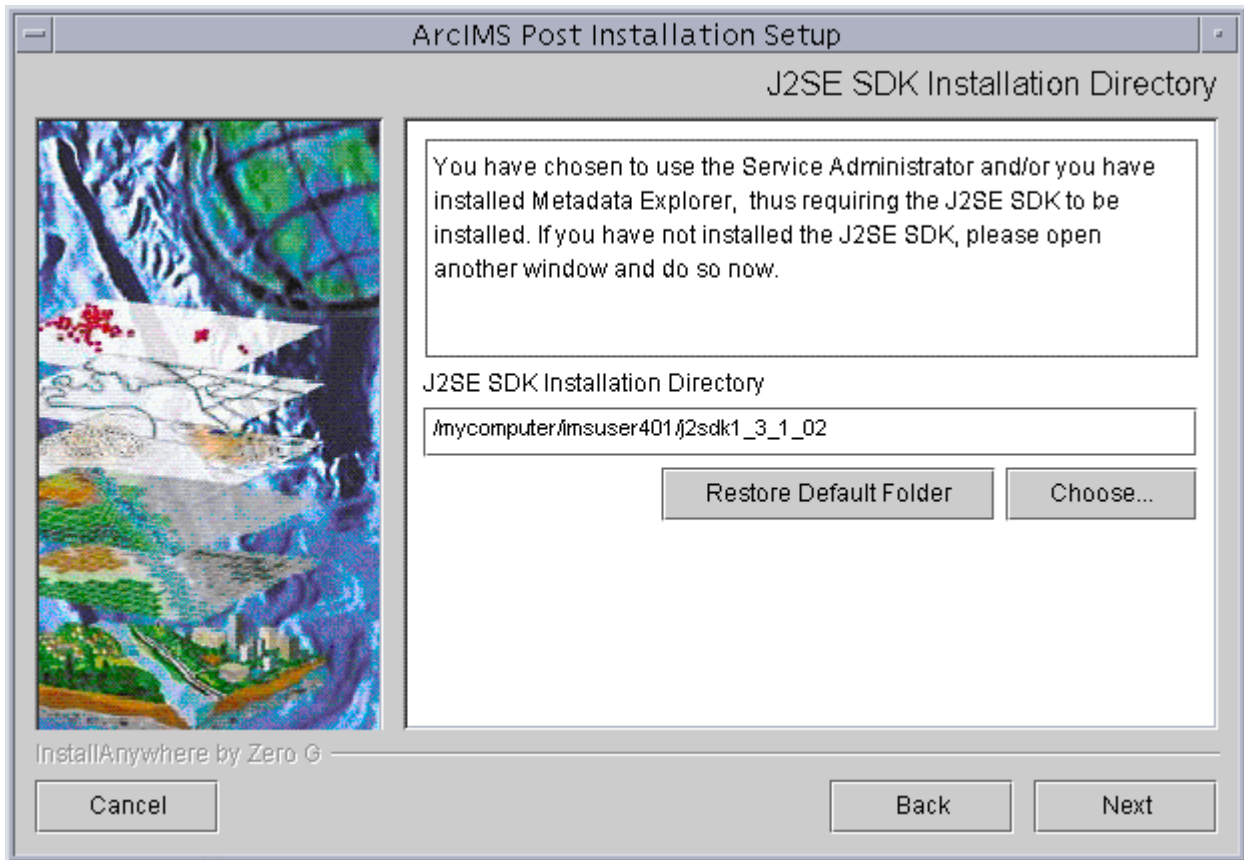 ArcIMS Post Installation Setup
J2SE SDK Installation Directory
You have chosen to use the Service Administrator and/or you have
installed Metadata Explorer, thus requiring the J2SE SDK to be
installed. If you have not installed the J2SE SDK, please open
another window and do so now.
J2SE SDK Installation Directory
/mycomputer/imsuser401/j2sdk1_3_1_02
Restore Default Folder
Choose...
InstallAnywhere by Zero G
Cancel
Back
Next